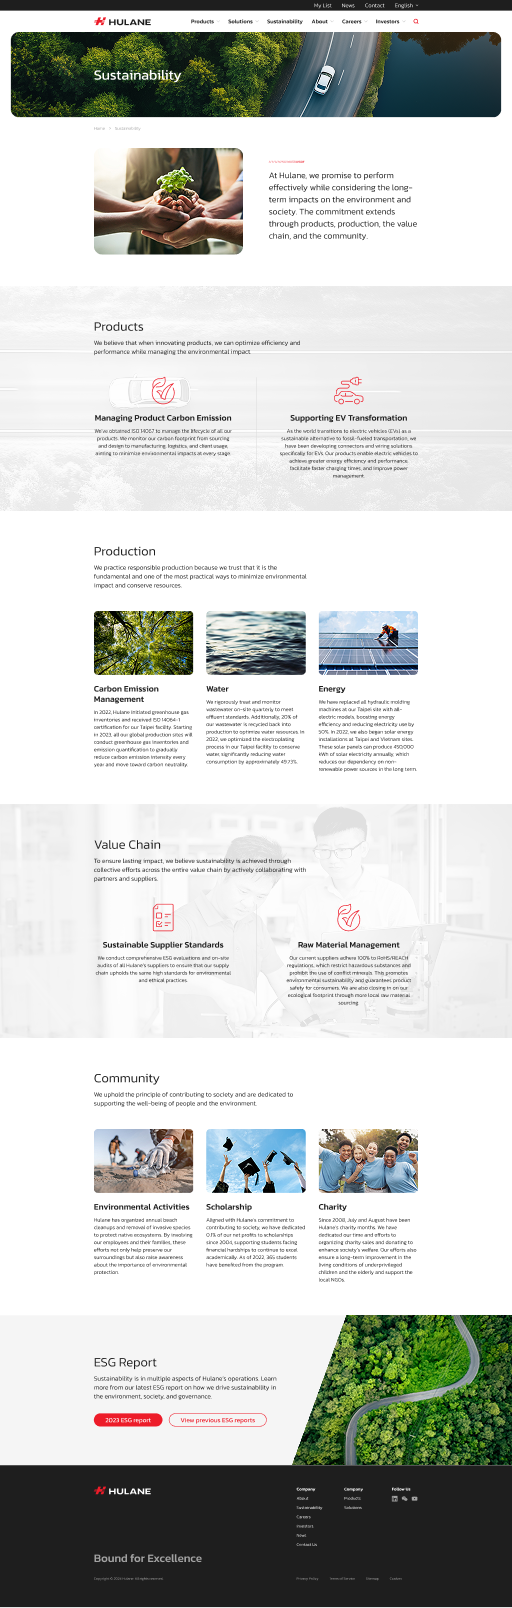 My List News Contact English
HULANE Products Solutions Sustainability About Careers Investors
Sustainability
Home > Sustainability
At Hulane, we promise to perform
effectively while considering the long-
term impacts on the environment and
society. The commitment extends
through products, production, the value
chain, and the community.
Products
We believe that when innovating products, we can optimize efficiency and
performance while managing the environmental impact.
Managing Product Carbon Emission
We've obtained ISO 14067 to manage the lifecycle of all our
products. We monitor our carbon footprint from sourcing
and design to manufacturing, logistics, and client usage,
aiming to minimize environmental impacts at every stage.
Supporting EV Transformation
As the world transitions to electric vehicles (EVs) as a
sustainable alternative to fossil-fueled transportation, we
have been developing connectors and wiring solutions
specifically for EVs. Our products enable electric vehicles to
achieve greater energy efficiency and performance,
facilitate faster charging times, and improve power
management.
Production
We practice responsible production because we trust that it is the
fundamental and one of the most practical ways to minimize environmental
impact and conserve resources.
Carbon Emission
Management
In 2022, Hulane initiated greenhouse gas
inventories and received ISO 14064-1
certification for our Taipei facility. Starting
in 2023, all our global production sites will
conduct greenhouse gas inventories and
emission quantification to gradually
reduce carbon emission intensity every
year and move toward carbon neutrality.
Water
We rigorously treat and monitor
wastewater on-site quarterly to meet
effluent standards. Additionally, 20% of
our wastewater is recycled back into
production to optimize water resources. In
2022, we optimized the electroplating
process in our Taipei facility to conserve
water, significantly reducing water
consumption by approximately 49.73%.
Energy
We have replaced all hydraulic molding
machines at our Taipei site with all-
electric models, boosting energy
efficiency and reducing electricity use by
50%. In 2022, we also began solar energy
installations at Taipei and Vietnam sites.
These solar panels can produce 450,000
kWh of solar electricity annually, which
reduces our dependency on non-
renewable power sources in the long term.
Value Chain
To ensure lasting impact, we believe sustainability is achieved through
collective efforts across the entire value chain by actively collaborating with
partners and suppliers.
Sustainable Supplier Standards
We conduct comprehensive ESG evaluations and on-site
audits of all Hulane's suppliers to ensure that our supply
chain upholds the same high standards for environmental
and ethical practices.
Raw Material Management
Our current suppliers adhere 100% to RoHS/REACH
regulations, which restrict hazardous substances and
prohibit the use of conflict minerals. This promotes
environmental sustainability and guarantees product
safety for consumers. We are also closing in on our
ecological footprint through more local raw material
sourcing.
Community
We uphold the principle of contributing to society and are dedicated to
supporting the well-being of people and the environment.
Environmental Activities
Hulane has organized annual beach
cleanups and removal of invasive species
to protect native ecosystems. By involving
our employees and their families, these
efforts not only help preserve our
surroundings but also raise awareness
about the importance of environmental
protection.
Scholarship
Aligned with Hulane's commitment to
contributing to society, we have dedicated
0.1% of our net profits to scholarships
since 2004, supporting students facing
financial hardships to continue to excel
academically. As of 2022, 365 students
have benefited from the program.
Charity
Since 2008, July and August have been
Hulane's charity months. We have
dedicated our time and efforts to
organizing charity sales and donating to
enhance society's welfare. Our efforts also
ensure a long-term improvement in the
living conditions of underprivileged
children and the elderly and support the
local NGOs.
ESG Report
Sustainability is in multiple aspects of Hulane's operations. Learn
more from our latest ESG report on how we drive sustainability in
the environment, society, and governance.
2023 ESG report View previous ESG reports
HULANE
Company
About
Sustainability
Careers
Investors
News
Contact Us
Company
Products
Solutions
Follow Us
Bound for Excellence
Privacy Policy Terms of Service Sitemap Cookies